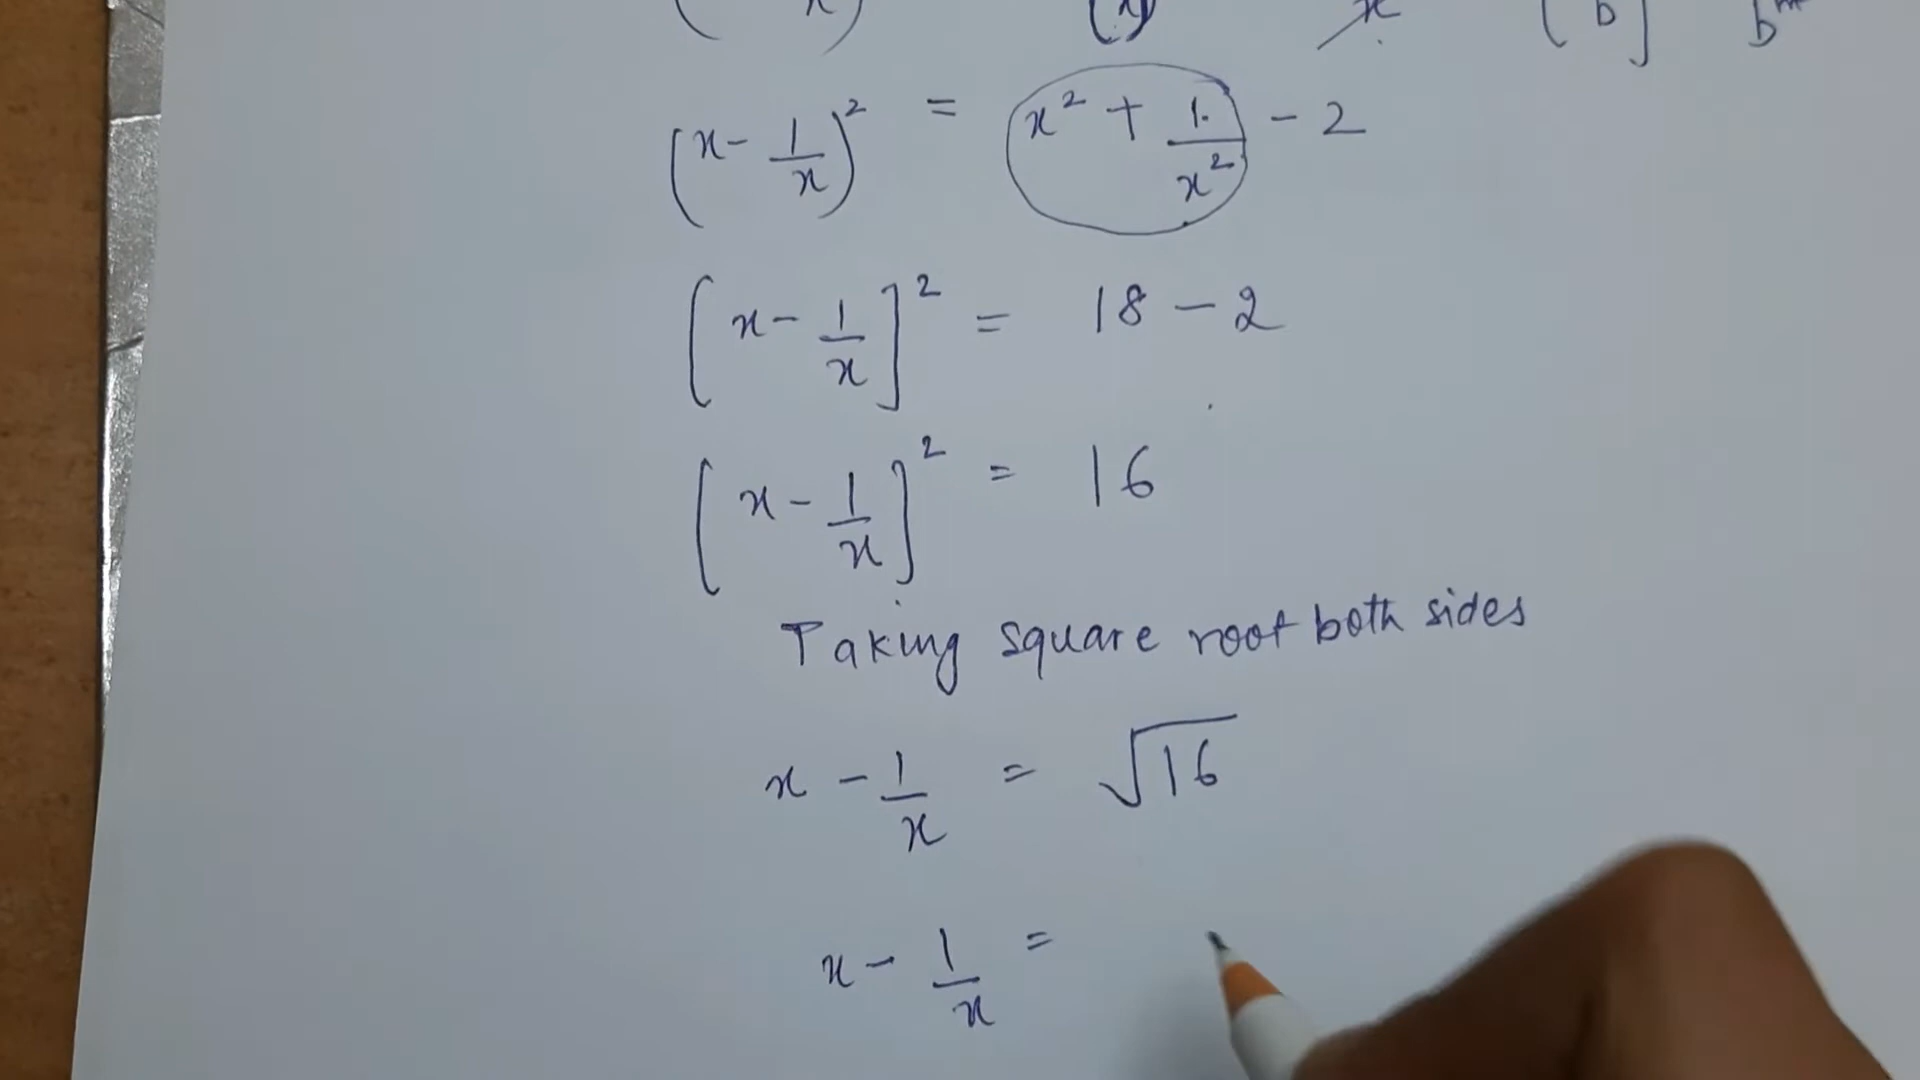 x) (x) x [b] b^m
(x - 1/x)² = x² + 1/x² - 2
[x - 1/x]² = 18 - 2
[x - 1/x]² = 16
Taking square root both sides
x - 1/x = √16
x - 1/x =